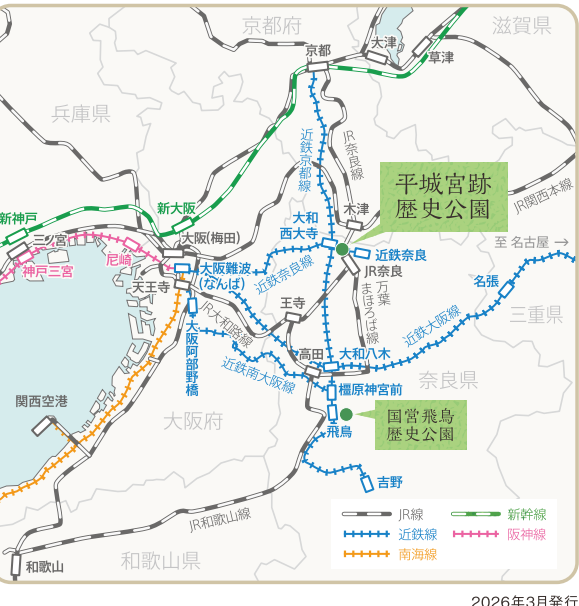 京都府
滋賀県
京都
大津
草津
兵庫県
近鉄京都線
JR奈良線
平城宮跡
歴史公園
JR関西本線
新大阪
新神戸
木津
大和
西大寺
三ノ宮
大阪(梅田)
尼崎
神戸三宮
近鉄奈良
至 名古屋 →
大阪難波
(なんば)
近鉄奈良線
JR奈良
天王寺
万葉
まほろば線
名張
王寺
三重県
JR大和路線
近鉄大阪線
大阪阿部野橋
高田
大和八木
近鉄南大阪線
奈良県
橿原神宮前
関西空港
大阪府
国営飛鳥
歴史公園
飛鳥
吉野
JR和歌山線
JR線
新幹線
近鉄線
阪神線
南海線
和歌山県
和歌山
2026年3月発行